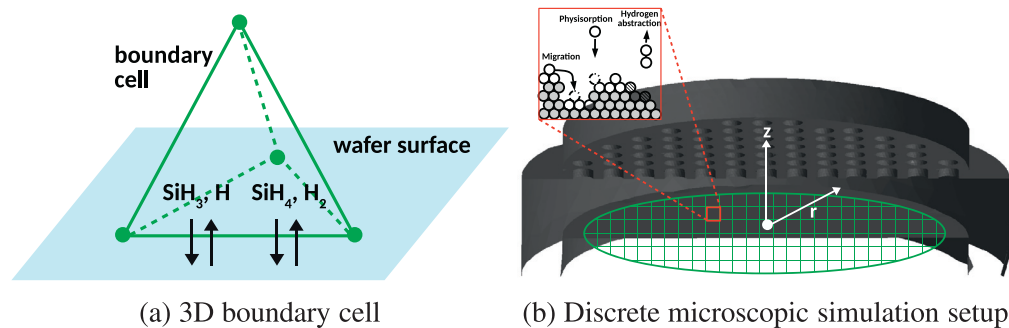 boundary
cell
wafer surface
SiH₃, H SiH₄, H₂
(a) 3D boundary cell
Physisorption
Hydrogen
abstraction
Migration
z
r
(b) Discrete microscopic simulation setup